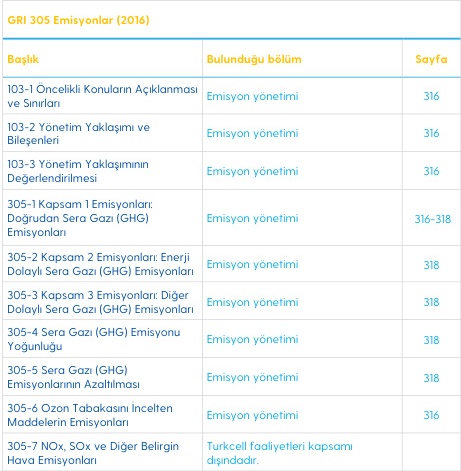 GRI 305 Emisyonlar (2016)
Başlık Bulunduğu bölüm Sayfa
103-1 Öncelikli Konuların Açıklanması
ve Sınırları
Emisyon yönetimi 316
103-2 Yönetim Yaklaşımı ve
Bileşenleri
Emisyon yönetimi 316
103-3 Yönetim Yaklaşımının
Değerlendirilmesi
Emisyon yönetimi 316
305-1 Kapsam 1 Emisyonları:
Doğrudan Sera Gazı (GHG)
Emisyonları
Emisyon yönetimi 316-318
305-2 Kapsam 2 Emisyonları: Enerji
Dolaylı Sera Gazı (GHG) Emisyonları
Emisyon yönetimi 318
305-3 Kapsam 3 Emisyonları: Diğer
Dolaylı Sera Gazı (GHG) Emisyonları
Emisyon yönetimi 318
305-4 Sera Gazı (GHG) Emisyonu
Yoğunluğu
Emisyon yönetimi 318
305-5 Sera Gazı (GHG)
Emisyonlarının Azaltılması
Emisyon yönetimi 318
305-6 Ozon Tabakasını İncelten
Maddelerin Emisyonları
Emisyon yönetimi 316
305-7 NOx, SOx ve Diğer Belirgin
Hava Emisyonları
Turkcell faaliyetleri kapsamı
dışındadır.